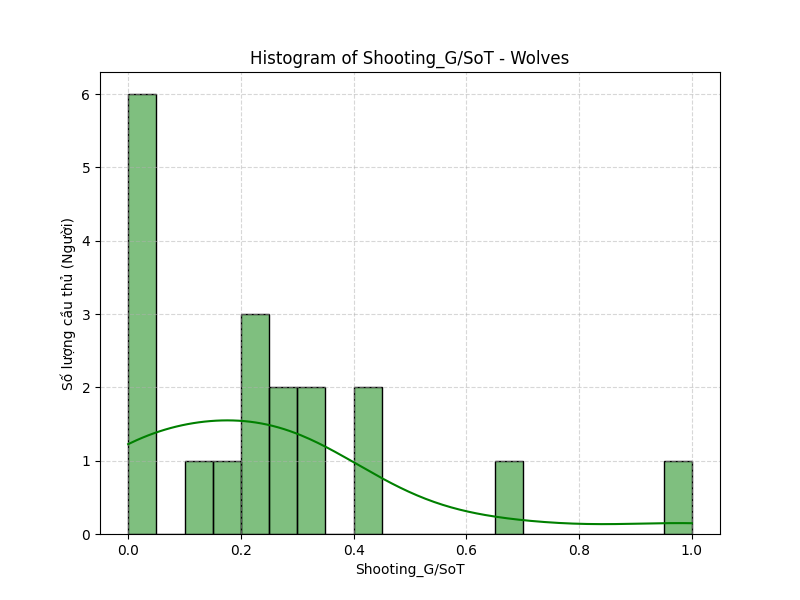 Histogram of Shooting_G/SoT - Wolves
6
5
4
3
2
1
0
Số lượng cầu thủ (Người)
0.0 0.2 0.4 0.6 0.8 1.0
Shooting_G/SoT